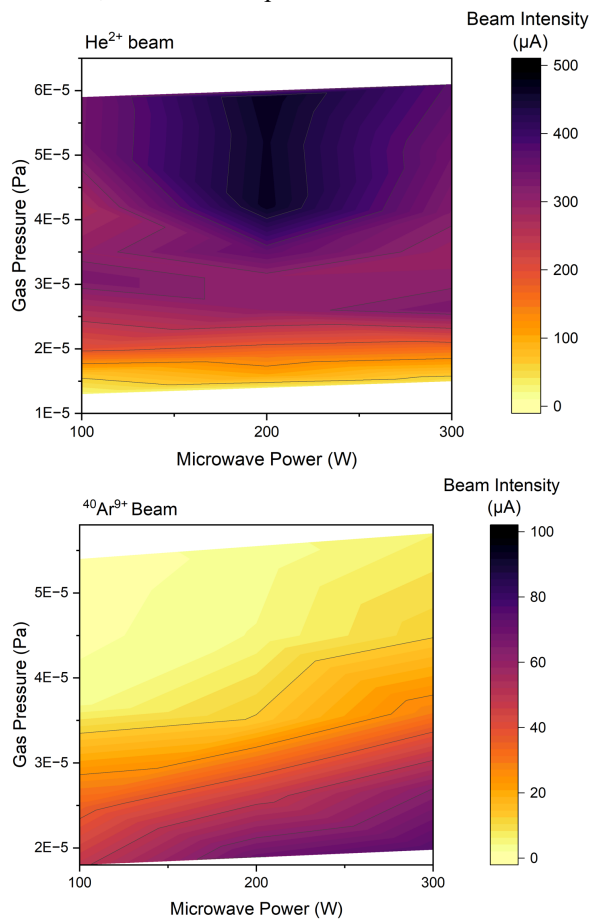 Beam Intensity
(μA)
He2+ beam
500
400
300
200
100
0
6E-5
5E-5
4E-5
3E-5
2E-5
1E-5
Gas Pressure (Pa)
100
200
300
Microwave Power (W)
Beam Intensity
(μA)
40Ar9+ Beam
100
80
60
40
20
0
5E-5
4E-5
3E-5
2E-5
Gas Pressure (Pa)
100
200
300
Microwave Power (W)